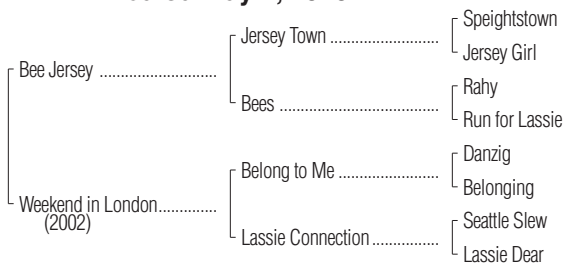 Speightstown
Jersey Town ................................
Jersey Girl
Bee Jersey ...................................
Rahy
Bees ...............................................
Run for Lassie
Danzig
Belong to Me ..............................
Belonging
Weekend in London.................
(2002)
Seattle Slew
Lassie Connection ....................
Lassie Dear